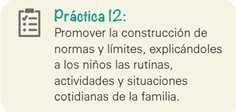 Práctica 12:
Promover la construcción de
normas y límites, explicándoles
a los niños las rutinas,
actividades y situaciones
cotidianas de la familia.